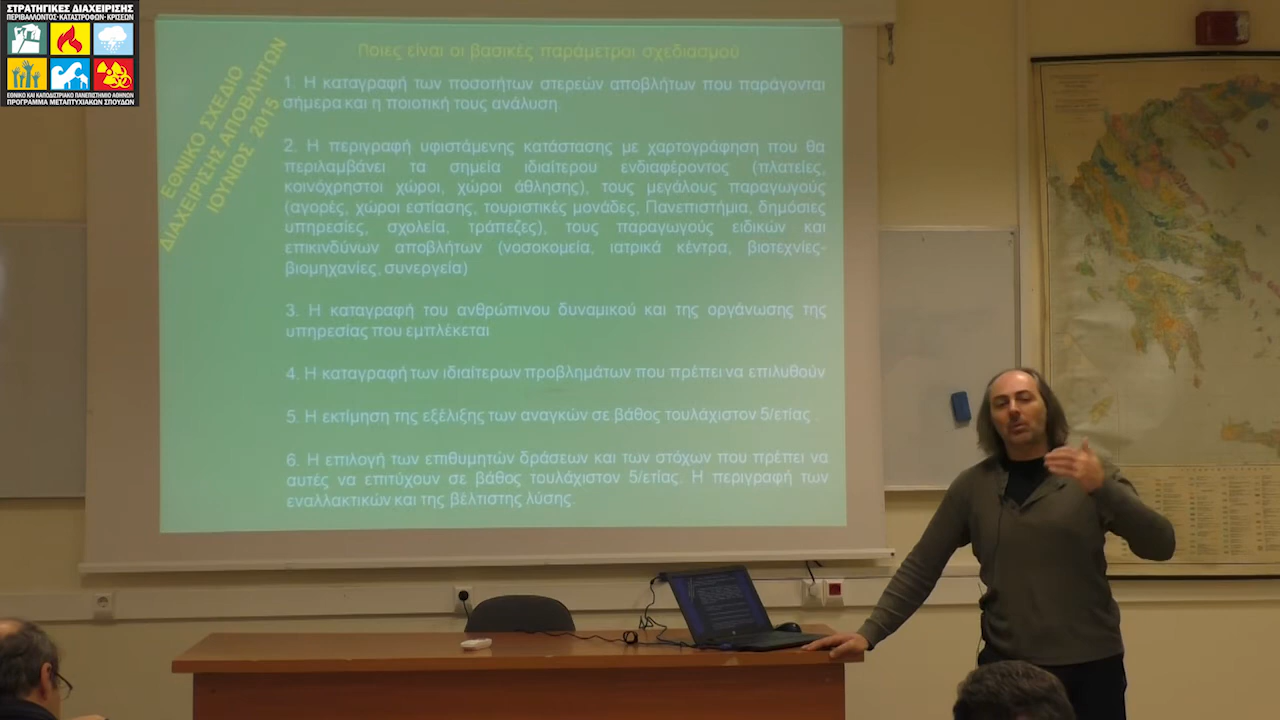 ΣΤΡΑΤΗΓΙΚΕΣ ΔΙΑΧΕΙΡΙΣΗΣ
ΠΕΡΙΒΑΛΛΟΝΤΟΣ·ΚΑΤΑΣΤΡΟΦΩΝ·ΚΡΙΣΕΩΝ
ΕΘΝΙΚΟ ΚΑΙ ΚΑΠΟΔΙΣΤΡΙΑΚΟ ΠΑΝΕΠΙΣΤΗΜΙΟ ΑΘΗΝΩΝ
ΠΡΟΓΡΑΜΜΑ ΜΕΤΑΠΤΥΧΙΑΚΩΝ ΣΠΟΥΔΩΝ
ΕΘΝΙΚΟ ΣΧΕΔΙΟ
ΔΙΑΧΕΙΡΙΣΗΣ ΑΠΟΒΛΗΤΩΝ
ΙΟΥΝΙΟΣ 2015
Ποιες είναι οι βασικές παράμετροι σχεδιασμού
1. Η καταγραφή των ποσοτήτων στερεών αποβλήτων που παράγονται
σήμερα και η ποιοτική τους ανάλυση
2. Η περιγραφή υφιστάμενης κατάστασης με χαρτογράφηση που θα
περιλαμβάνει τα σημεία ιδιαίτερου ενδιαφέροντος (πλατείες,
κοινόχρηστοι χώροι, χώροι άθλησης), τους μεγάλους παραγωγούς
(αγορές, χώροι εστίασης, τουριστικές μονάδες, Πανεπιστήμια, δημόσιες
υπηρεσίες, σχολεία, τράπεζες), τους παραγωγούς ειδικών και
επικινδύνων αποβλήτων (νοσοκομεία, ιατρικά κέντρα, βιοτεχνίες-
βιομηχανίες, συνεργεία)
3. Η καταγραφή του ανθρώπινου δυναμικού και της οργάνωσης της
υπηρεσίας που εμπλέκεται
4. Η καταγραφή των ιδιαίτερων προβλημάτων που πρέπει να επιλυθούν
5. Η εκτίμηση της εξέλιξης των αναγκών σε βάθος τουλάχιστον 5/ετίας .
6. Η επιλογή των επιθυμητών δράσεων και των στόχων που πρέπει να
αυτές να επιτύχουν σε βάθος τουλάχιστον 5/ετίας. Η περιγραφή των
εναλλακτικών και της βέλτιστης λύσης.